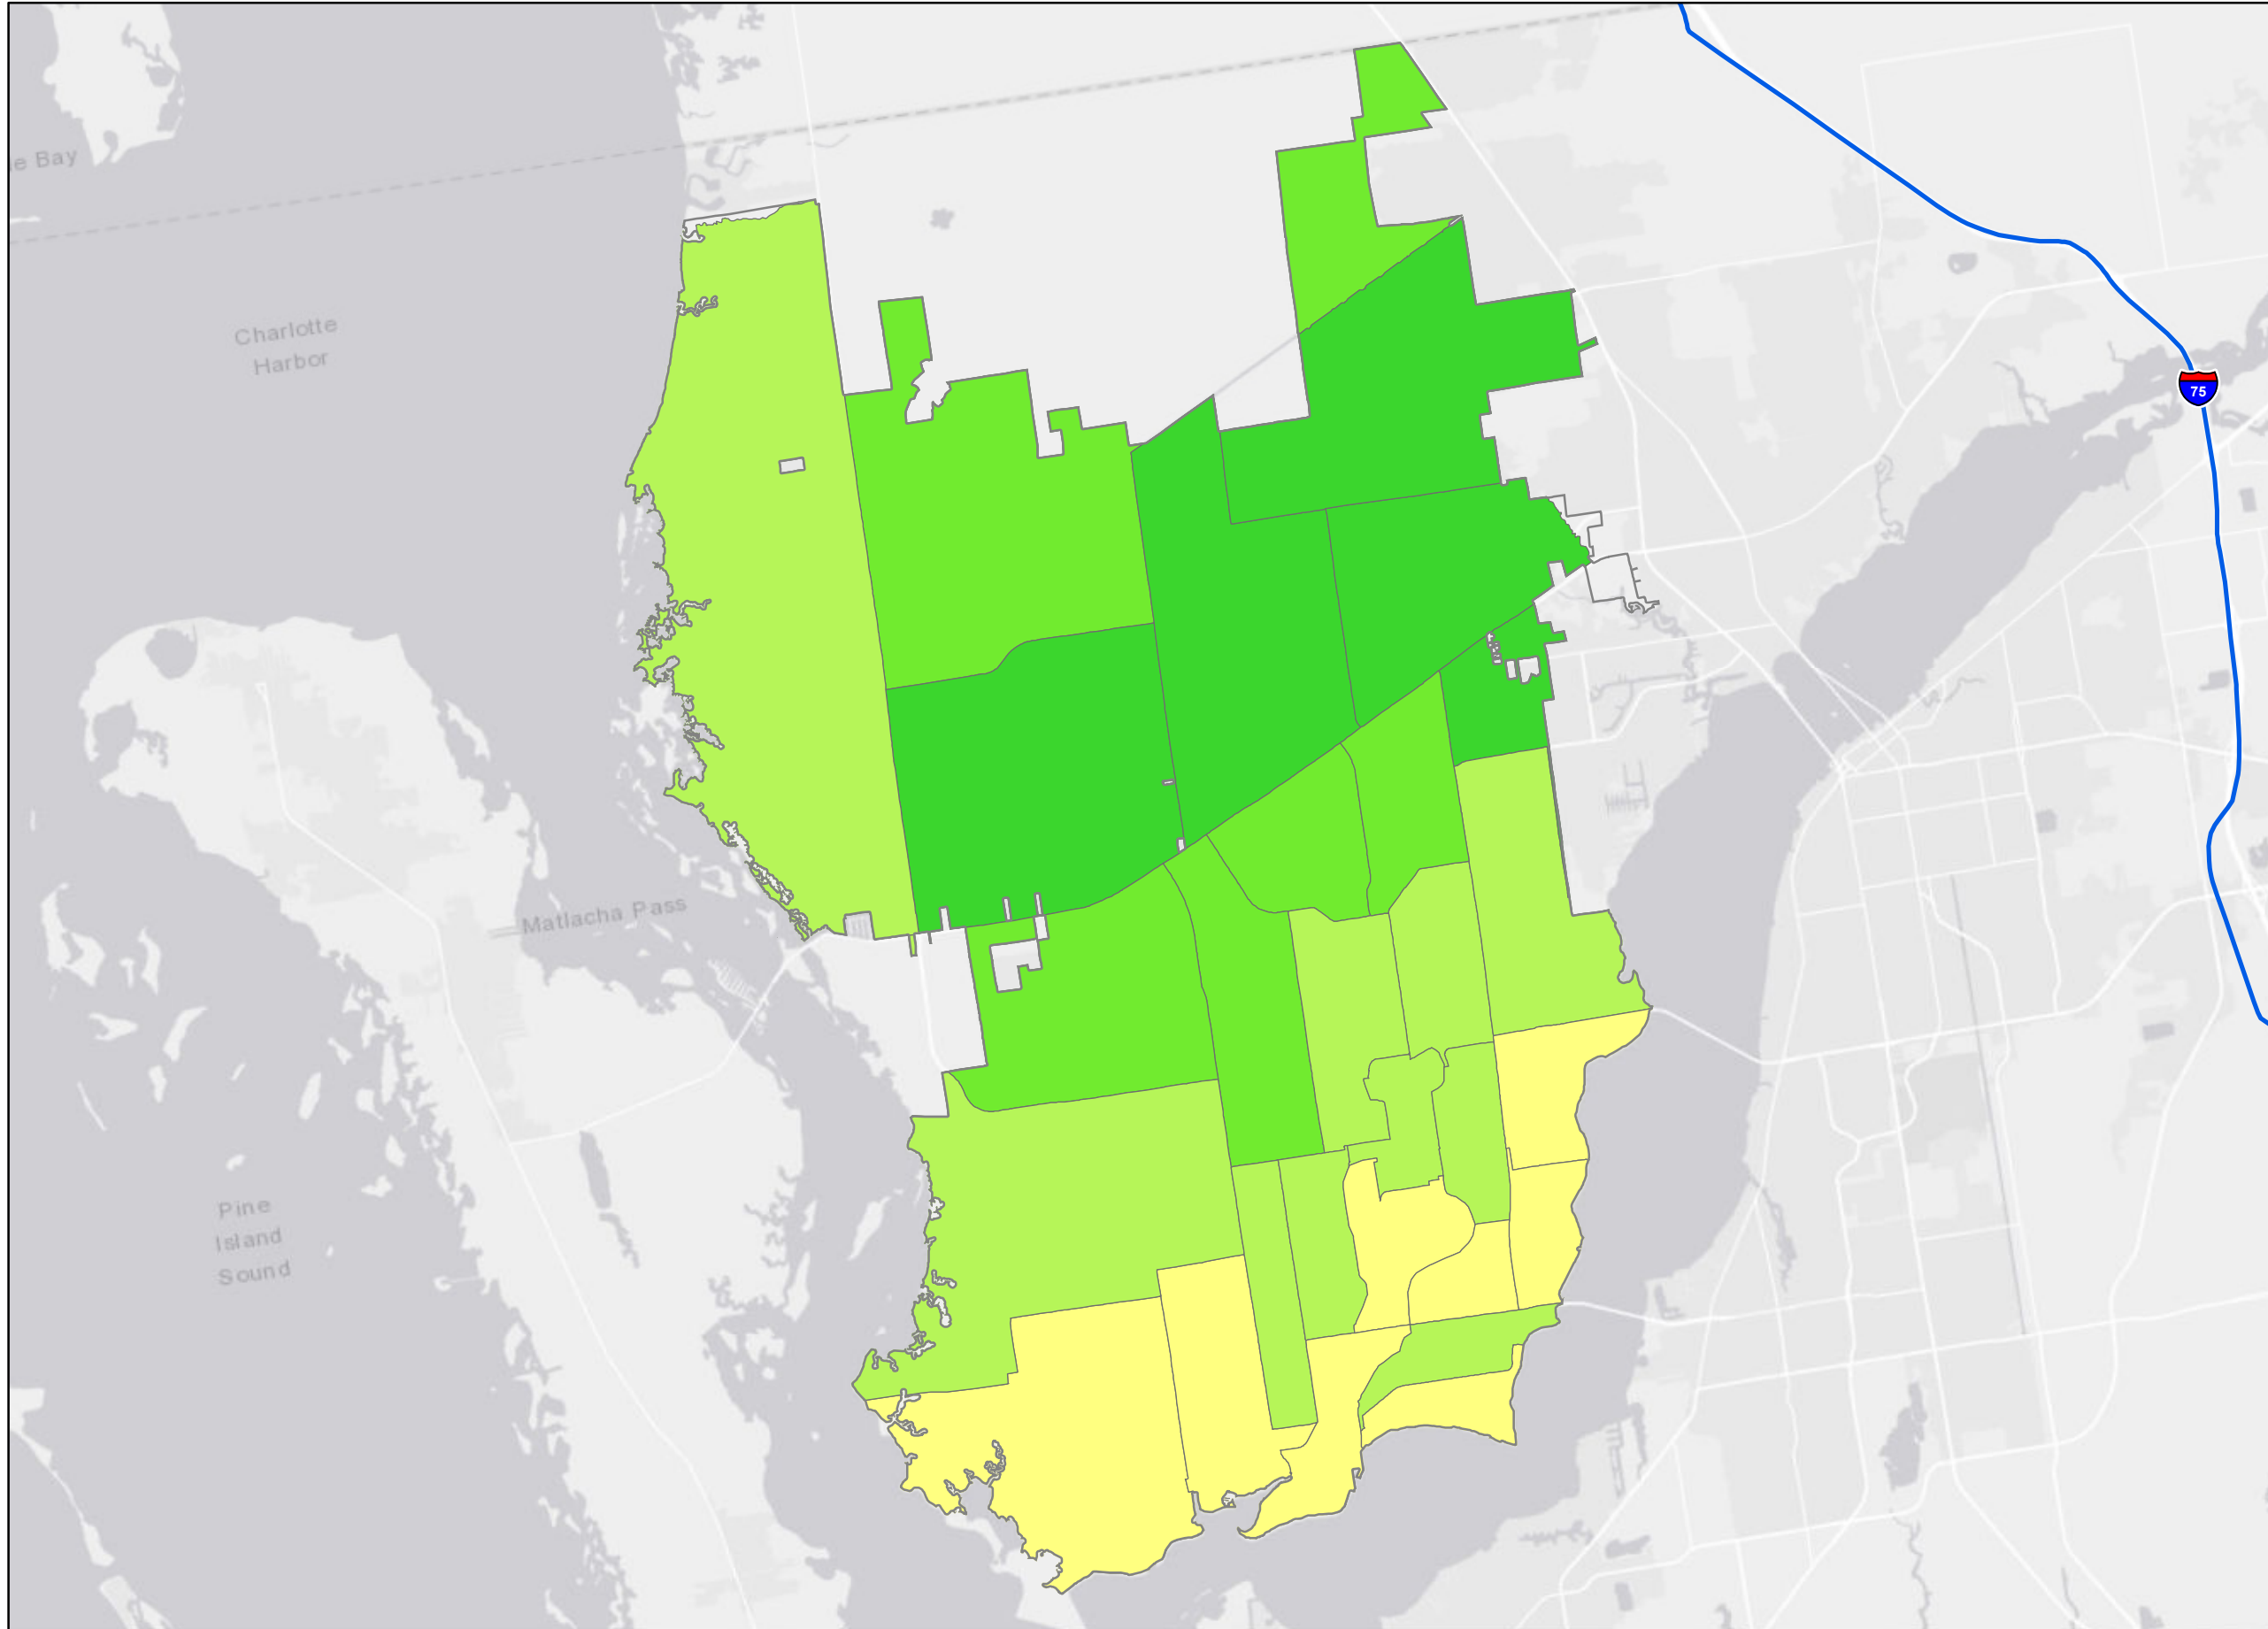 e Bay
Charlotte
Harbor
75
Matlacha Pass
Pine
Island
Sound